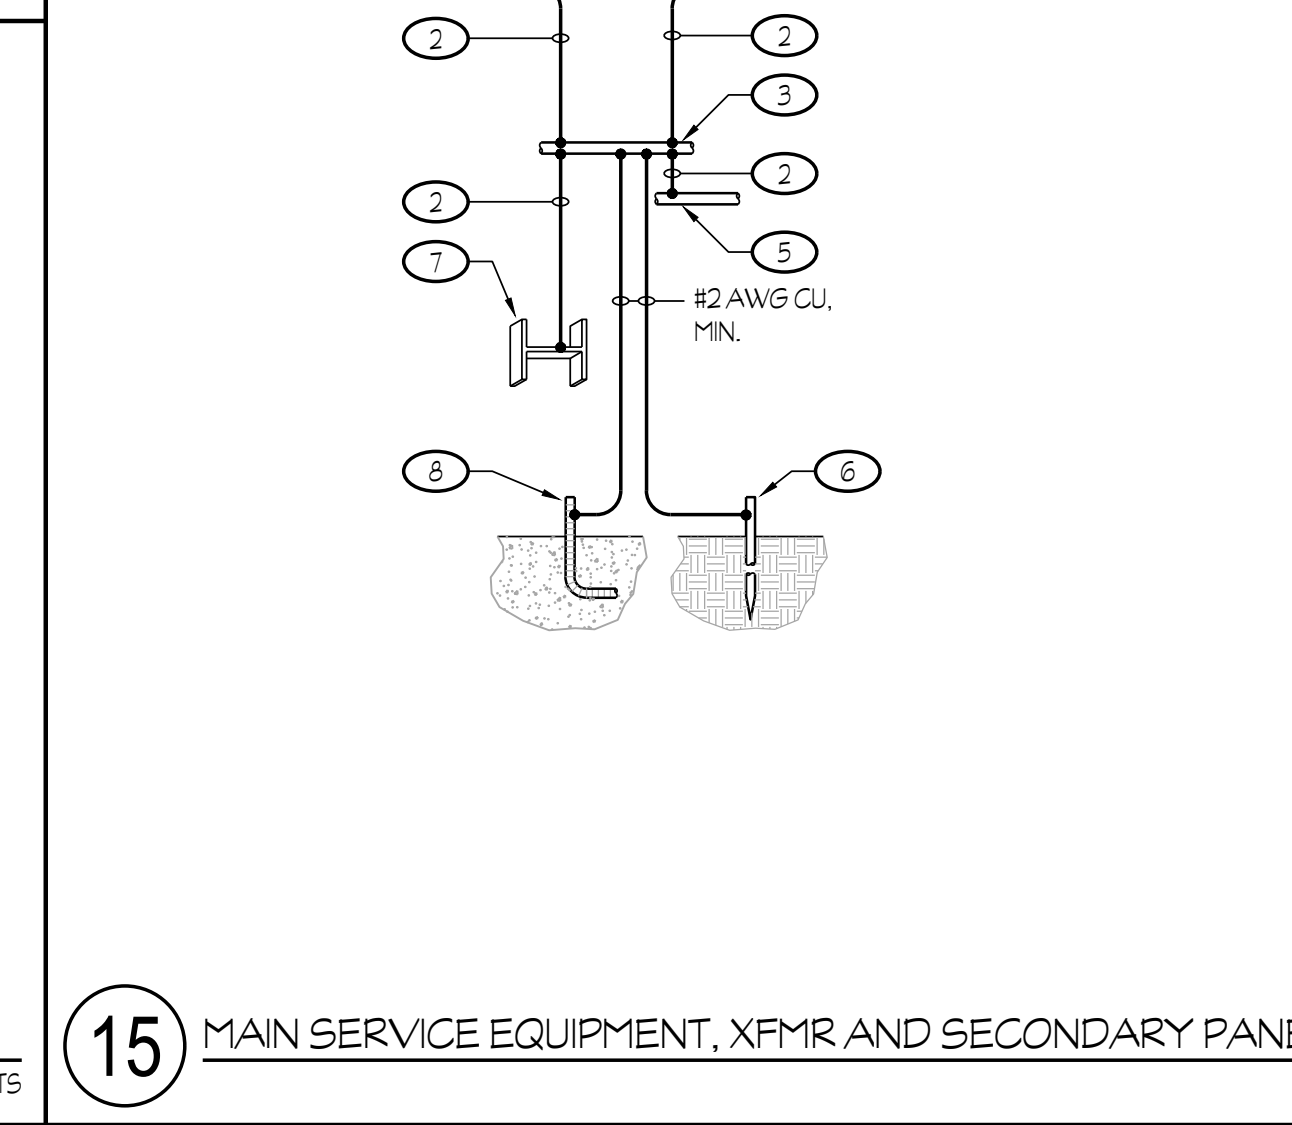 2
2
3
2
2
5
7
#2 AWG CU,
MIN.
8
6
15 MAIN SERVICE EQUIPMENT, XFMR AND SECONDARY PANE
TS